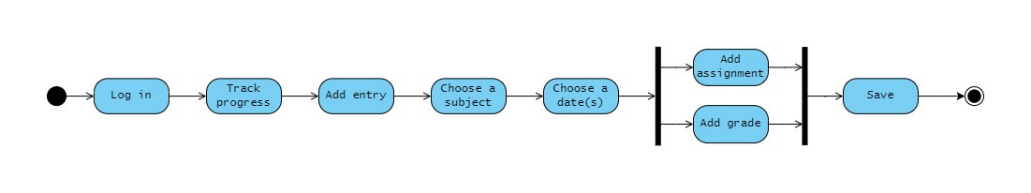 Log in
Track
progress
Add entry
Choose a
subject
Choose a
date(s)
Add
assignment
Add grade
Save